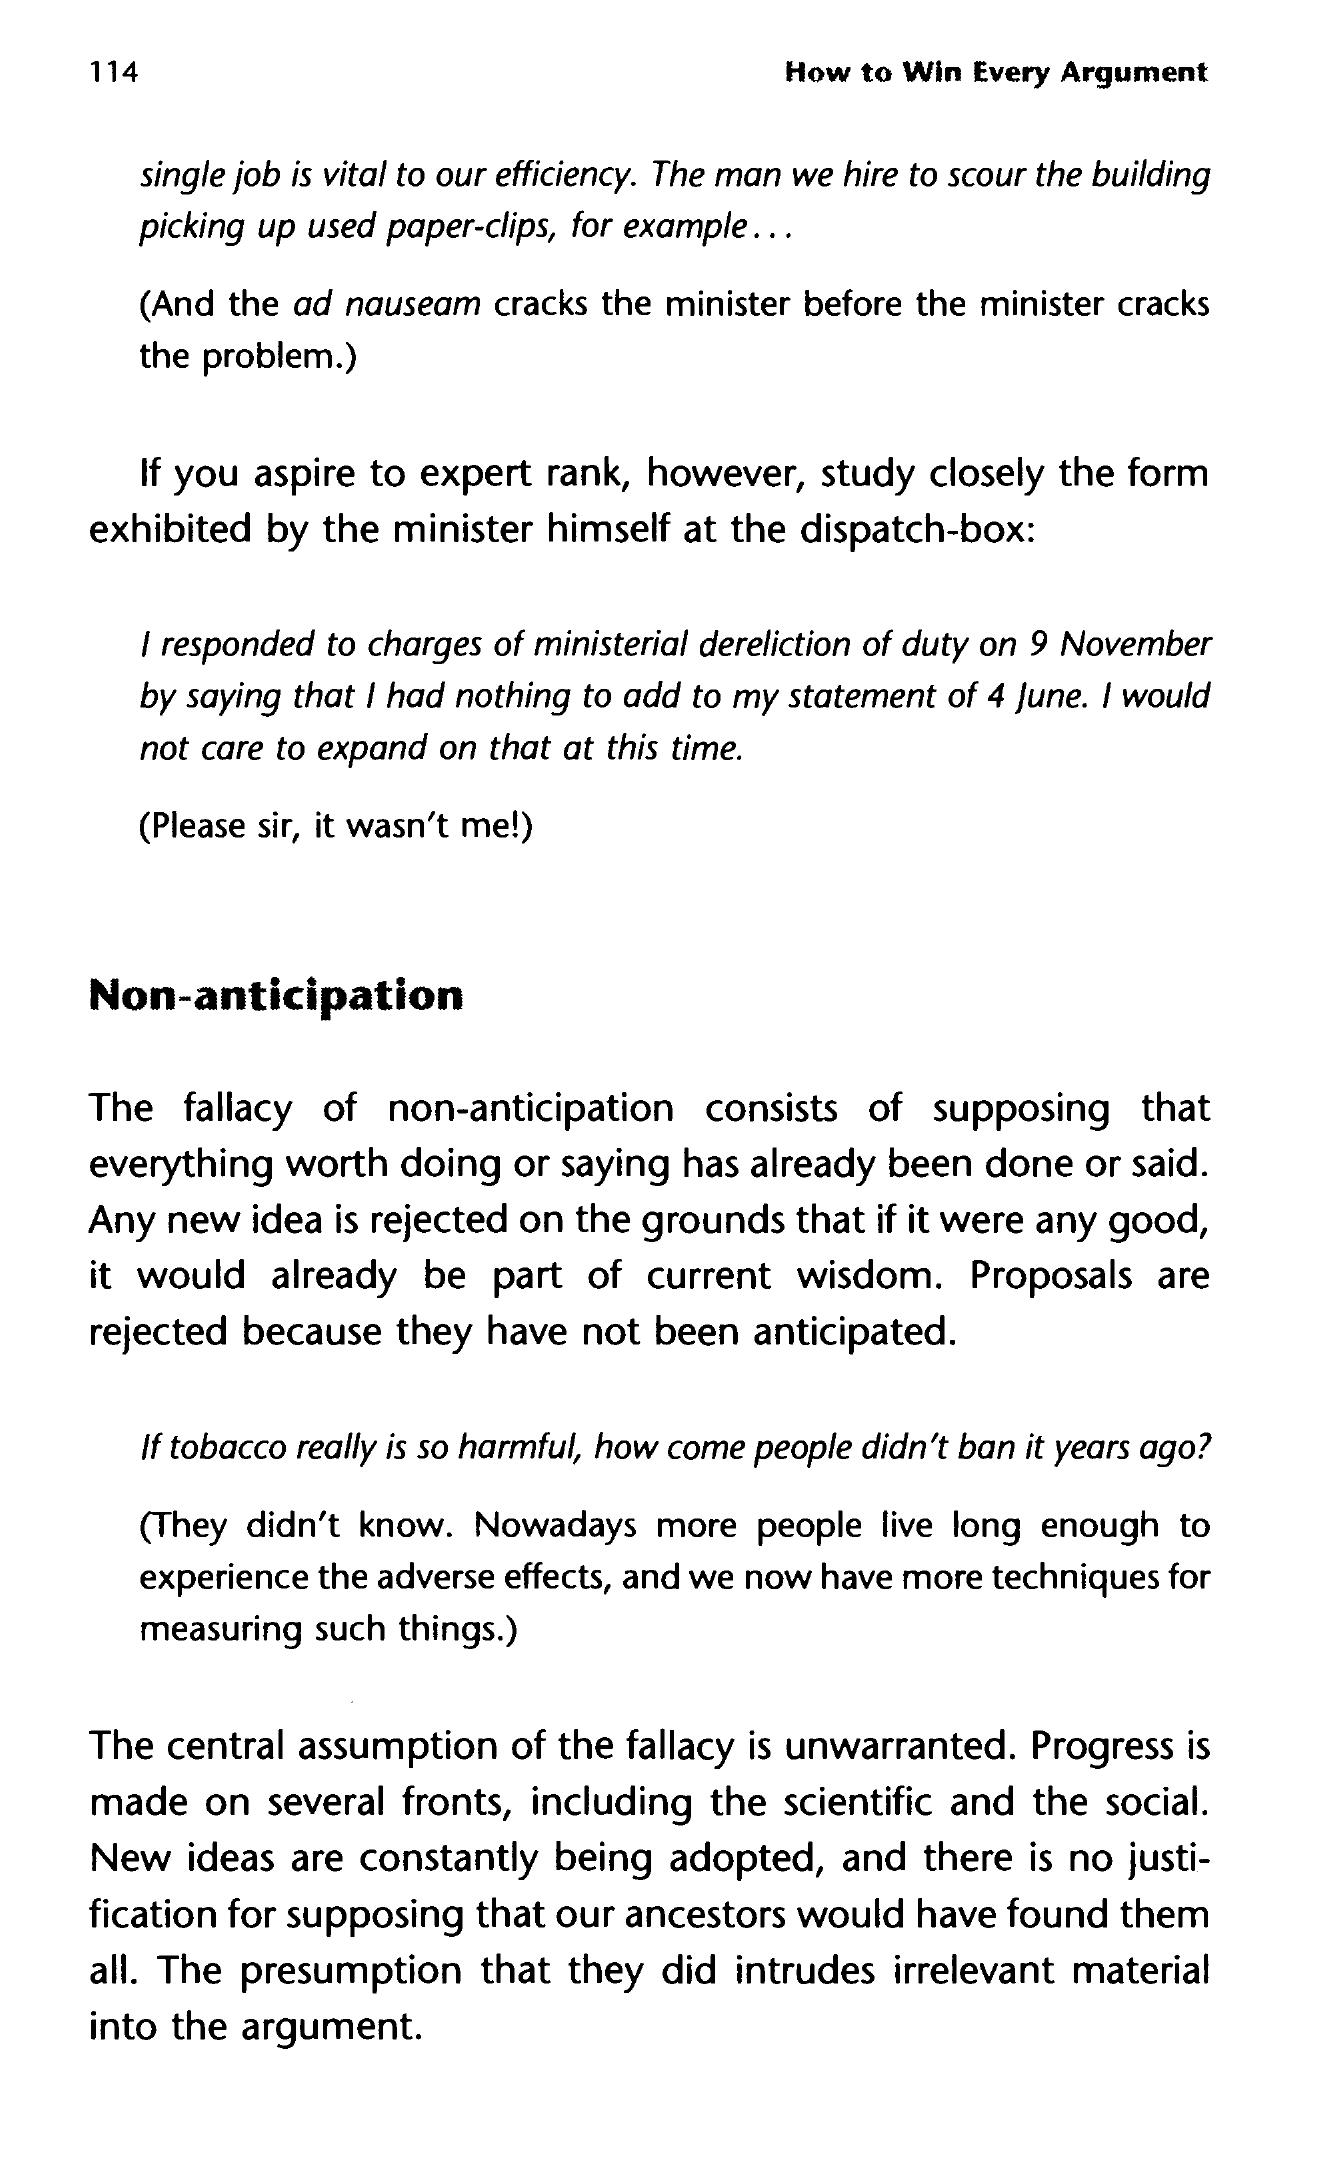 114 How to Win Every Argument
single job is vital to our efficiency. The man we hire to scour the building
picking up used paper-clips, for example...
(And the ad nauseam cracks the minister before the minister cracks
the problem.)
If you aspire to expert rank, however, study closely the form
exhibited by the minister himself at the dispatch-box:
I responded to charges of ministerial dereliction of duty on 9 November
by saying that I had nothing to add to my statement of 4 June. I would
not care to expand on that at this time.
(Please sir, it wasn't me!)
Non-anticipation
The fallacy of non-anticipation consists of supposing that
everything worth doing or saying has already been done or said.
Any new idea is rejected on the grounds that if it were any good,
it would already be part of current wisdom. Proposals are
rejected because they have not been anticipated.
If tobacco really is so harmful, how come people didn't ban it years ago?
(They didn't know. Nowadays more people live long enough to
experience the adverse effects, and we now have more techniques for
measuring such things.)
The central assumption of the fallacy is unwarranted. Progress is
made on several fronts, including the scientific and the social.
New ideas are constantly being adopted, and there is no justi-
fication for supposing that our ancestors would have found them
all. The presumption that they did intrudes irrelevant material
into the argument.